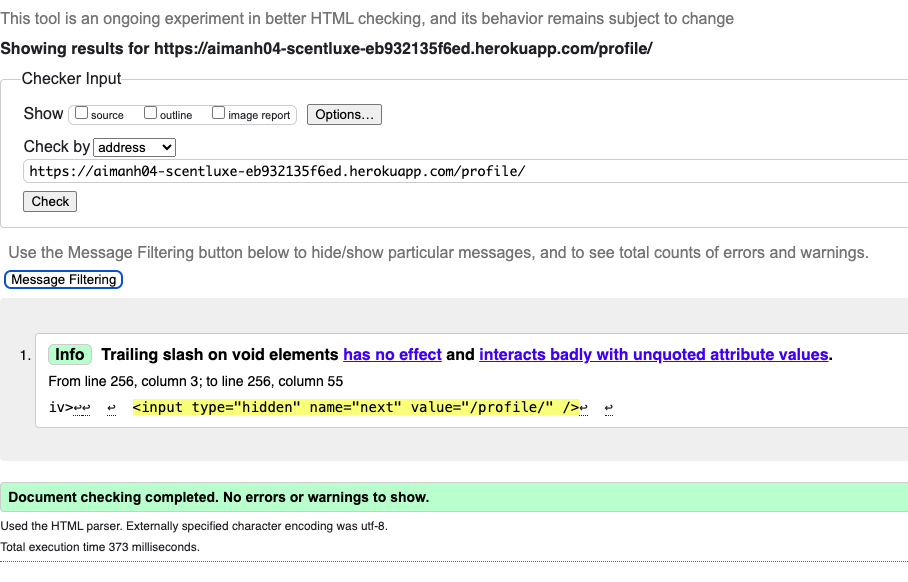 This tool is an ongoing experiment in better HTML checking, and its behavior remains subject to change
Showing results for https://aimanh04-scentluxe-eb932135f6ed.herokuapp.com/profile/
Checker Input
Show source outline image report Options...
Check by address
https://aimanh04-scentluxe-eb932135f6ed.herokuapp.com/profile/
Check
Use the Message Filtering button below to hide/show particular messages, and to see total counts of errors and warnings.
Message Filtering
1. Info Trailing slash on void elements has no effect and interacts badly with unquoted attribute values.
From line 256, column 3; to line 256, column 55
iv>↩↩ ↩ <input type="hidden" name="next" value="/profile/" />↩ ↩
Document checking completed. No errors or warnings to show.
Used the HTML parser. Externally specified character encoding was utf-8.
Total execution time 373 milliseconds.